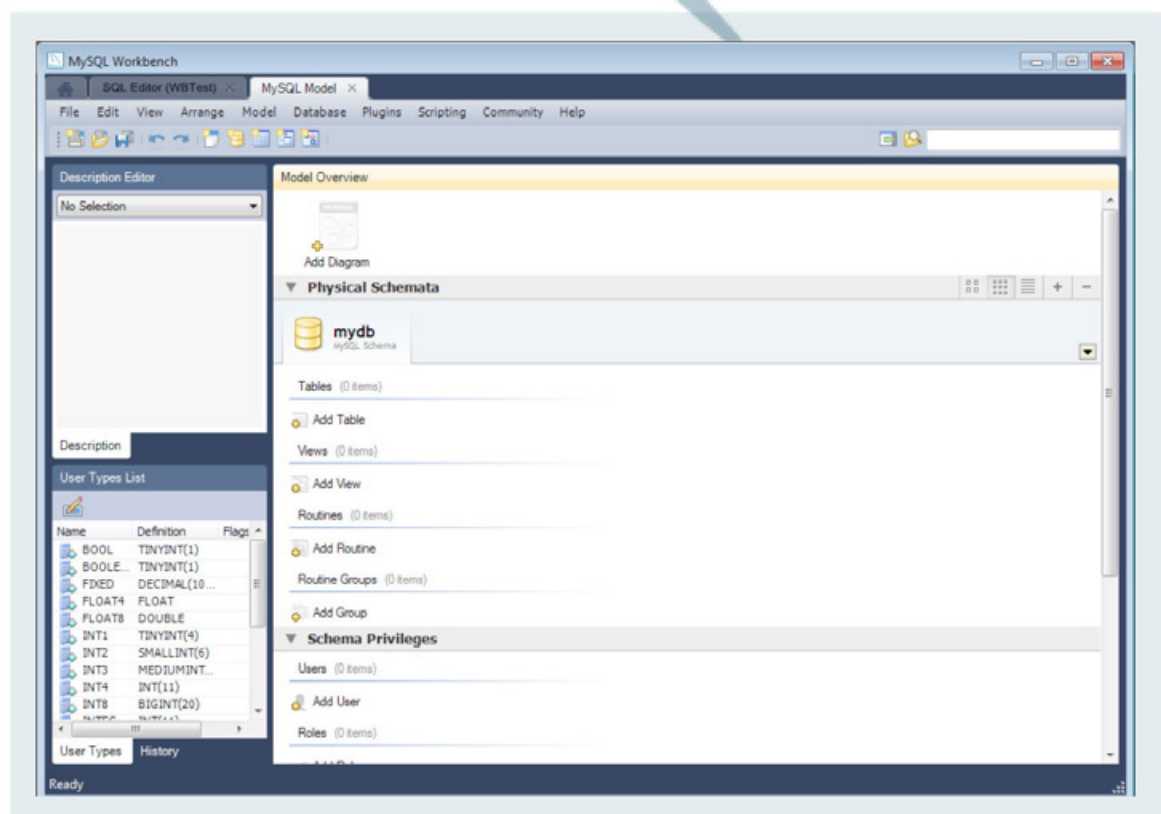 MySQL Workbench
SQL Editor (WBTest) MySQL Model
File Edit View Arrange Model Database Plugins Scripting Community Help
Description Editor
No Selection
Description
User Types List
Name Definition Flags
BOOL TINYINT(1)
BOOLE... TINYINT(1)
FIXED DECIMAL(10...
FLOAT4 FLOAT
FLOAT8 DOUBLE
INT1 TINYINT(4)
INT2 SMALLINT(6)
INT3 MEDIUMINT...
INT4 INT(11)
INT8 BIGINT(20)
User Types History
Model Overview
Add Diagram
Physical Schemata
mydb
MySQL Schema
Tables (0 items)
Add Table
Views (0 items)
Add View
Routines (0 items)
Add Routine
Routine Groups (0 items)
Add Group
Schema Privileges
Users (0 items)
Add User
Roles (0 items)
Ready